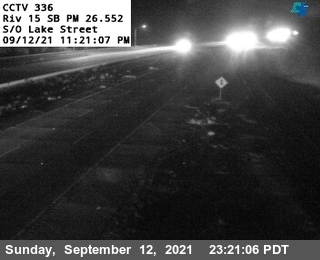 CCTV 336
Riv 15 SB PM 26.552
S/O Lake Street
09/12/21 11:21:07 PM
Sunday, September 12, 2021 23:21:06 PDT